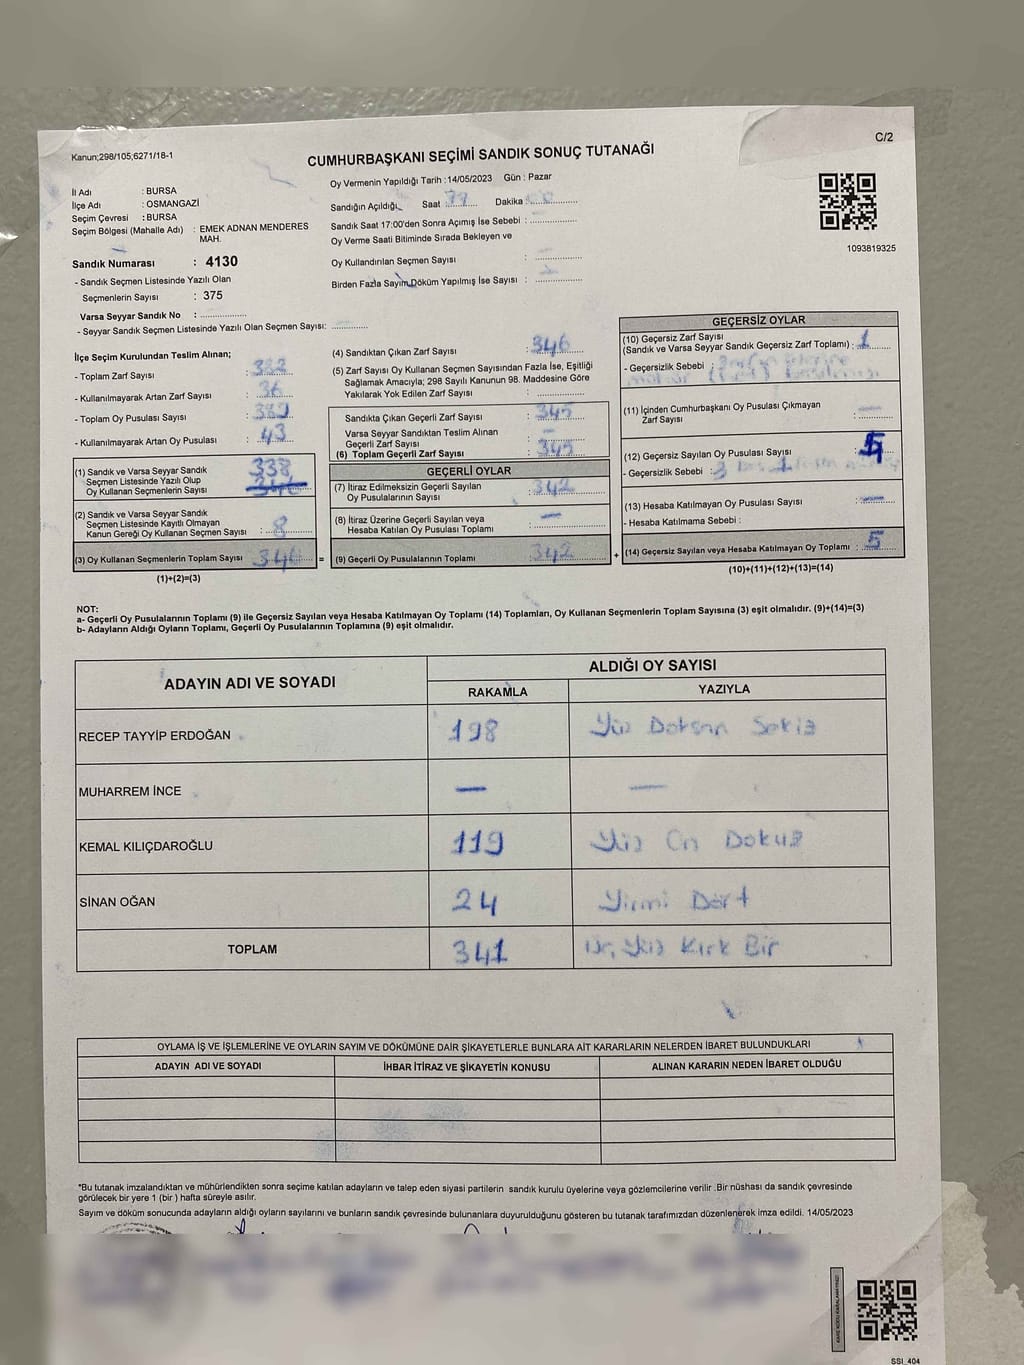 Kanun;298/105;6271/18-1
C/2
CUMHURBAŞKANI SEÇİMİ SANDIK SONUÇ TUTANAĞI
İl Adı : BURSA
İlçe Adı : OSMANGAZİ
Seçim Çevresi : BURSA
Seçim Bölgesi (Mahalle Adı) : EMEK ADNAN MENDERES
MAH.
Sandık Numarası : 4130
- Sandık Seçmen Listesinde Yazılı Olan
Seçmenlerin Sayısı : 375
Varsa Seyyar Sandık No :
- Seyyar Sandık Seçmen Listesinde Yazılı Olan Seçmen Sayısı:
Oy Vermenin Yapıldığı Tarih : 14/05/2023 Gün : Pazar
Sandığın Açıldığı Saat Dakika
Sandık Saat 17:00'den Sonra Açımış İse Sebebi :
Oy Verme Saati Bitiminde Sırada Bekleyen ve
Oy Kullandırılan Seçmen Sayısı :
Birden Fazla Sayım Döküm Yapılmış İse Sayısı :
1093819325
İlçe Seçim Kurulundan Teslim Alınan;
- Toplam Zarf Sayısı :
- Kullanılmayarak Artan Zarf Sayısı : 36
- Toplam Oy Pusulası Sayısı :
- Kullanılmayarak Artan Oy Pusulası : 43
(1) Sandık ve Varsa Seyyar Sandık
Seçmen Listesinde Yazılı Olup
Oy Kullanan Seçmenlerin Sayısı 338
(2) Sandık ve Varsa Seyyar Sandık
Seçmen Listesinde Kayıtlı Olmayan
Kanun Gereği Oy Kullanan Seçmen Sayısı : 8
(3) Oy Kullanan Seçmenlerin Toplam Sayısı 346 =
(1)+(2)=(3)
(4) Sandıktan Çıkan Zarf Sayısı : 346
(5) Zarf Sayısı Oy Kullanan Seçmen Sayısından Fazla İse, Eşitliği
Sağlamak Amacıyla; 298 Sayılı Kanunun 98. Maddesine Göre
Yakılarak Yok Edilen Zarf Sayısı :
Sandıkta Çıkan Geçerli Zarf Sayısı : 345
Varsa Seyyar Sandıktan Teslim Alınan
Geçerli Zarf Sayısı : –
(6) Toplam Geçerli Zarf Sayısı : 345
GEÇERLİ OYLAR
(7) İtiraz Edilmeksizin Geçerli Sayılan
Oy Pusulalarının Sayısı : 342
(8) İtiraz Üzerine Geçerli Sayılan veya
Hesaba Katılan Oy Pusulası Toplamı : –
(9) Geçerli Oy Pusulalarının Toplamı : 342 +
GEÇERSİZ OYLAR
(10) Geçersiz Zarf Sayısı
(Sandık ve Varsa Seyyar Sandık Geçersiz Zarf Toplamı) : 1
- Geçersizlik Sebebi :
(11) İçinden Cumhurbaşkanı Oy Pusulası Çıkmayan
Zarf Sayısı : –
(12) Geçersiz Sayılan Oy Pusulası Sayısı :
- Geçersizlik Sebebi :
(13) Hesaba Katılmayan Oy Pusulası Sayısı : –
- Hesaba Katılmama Sebebi :
(14) Geçersiz Sayılan veya Hesaba Katılmayan Oy Toplamı : 5
(10)+(11)+(12)+(13)=(14)
NOT:
a- Geçerli Oy Pusulalarının Toplamı (9) ile Geçersiz Sayılan veya Hesaba Katılmayan Oy Toplamı (14) Toplamları, Oy Kullanan Seçmenlerin Toplam Sayısına (3) eşit olmalıdır. (9)+(14)=(3)
b- Adayların Aldığı Oyların Toplamı, Geçerli Oy Pusulalarının Toplamına (9) eşit olmalıdır.
ADAYIN ADI VE SOYADI
ALDIĞI OY SAYISI
RAKAMLA YAZIYLA
RECEP TAYYİP ERDOĞAN 198 Yüz Doksan Sekiz
MUHARREM İNCE – –
KEMAL KILIÇDAROĞLU 119 Yüz On Dokuz
SİNAN OĞAN 24 Yirmi Dört
TOPLAM 341 Üç Yüz Kırk Bir
OYLAMA İŞ VE İŞLEMLERİNE VE OYLARIN SAYIM VE DÖKÜMÜNE DAİR ŞİKAYETLERLE BUNLARA AİT KARARLARIN NELERDEN İBARET BULUNDUKLARI
ADAYIN ADI VE SOYADI İHBAR İTİRAZ VE ŞİKAYETİN KONUSU ALINAN KARARIN NEDEN İBARET OLDUĞU
*Bu tutanak imzalandıktan ve mühürlendikten sonra seçime katılan adayların ve talep eden siyasi partilerin sandık kurulu üyelerine veya gözlemcilerine verilir .Bir nüshası da sandık çevresinde
görülecek bir yere 1 (bir ) hafta süreyle asılır.
Sayım ve döküm sonucunda adayların aldığı oyların sayılarını ve bunların sandık çevresinde bulunanlara duyurulduğunu gösteren bu tutanak tarafımızdan düzenlenerek imza edildi. 14/05/2023
SSI_404